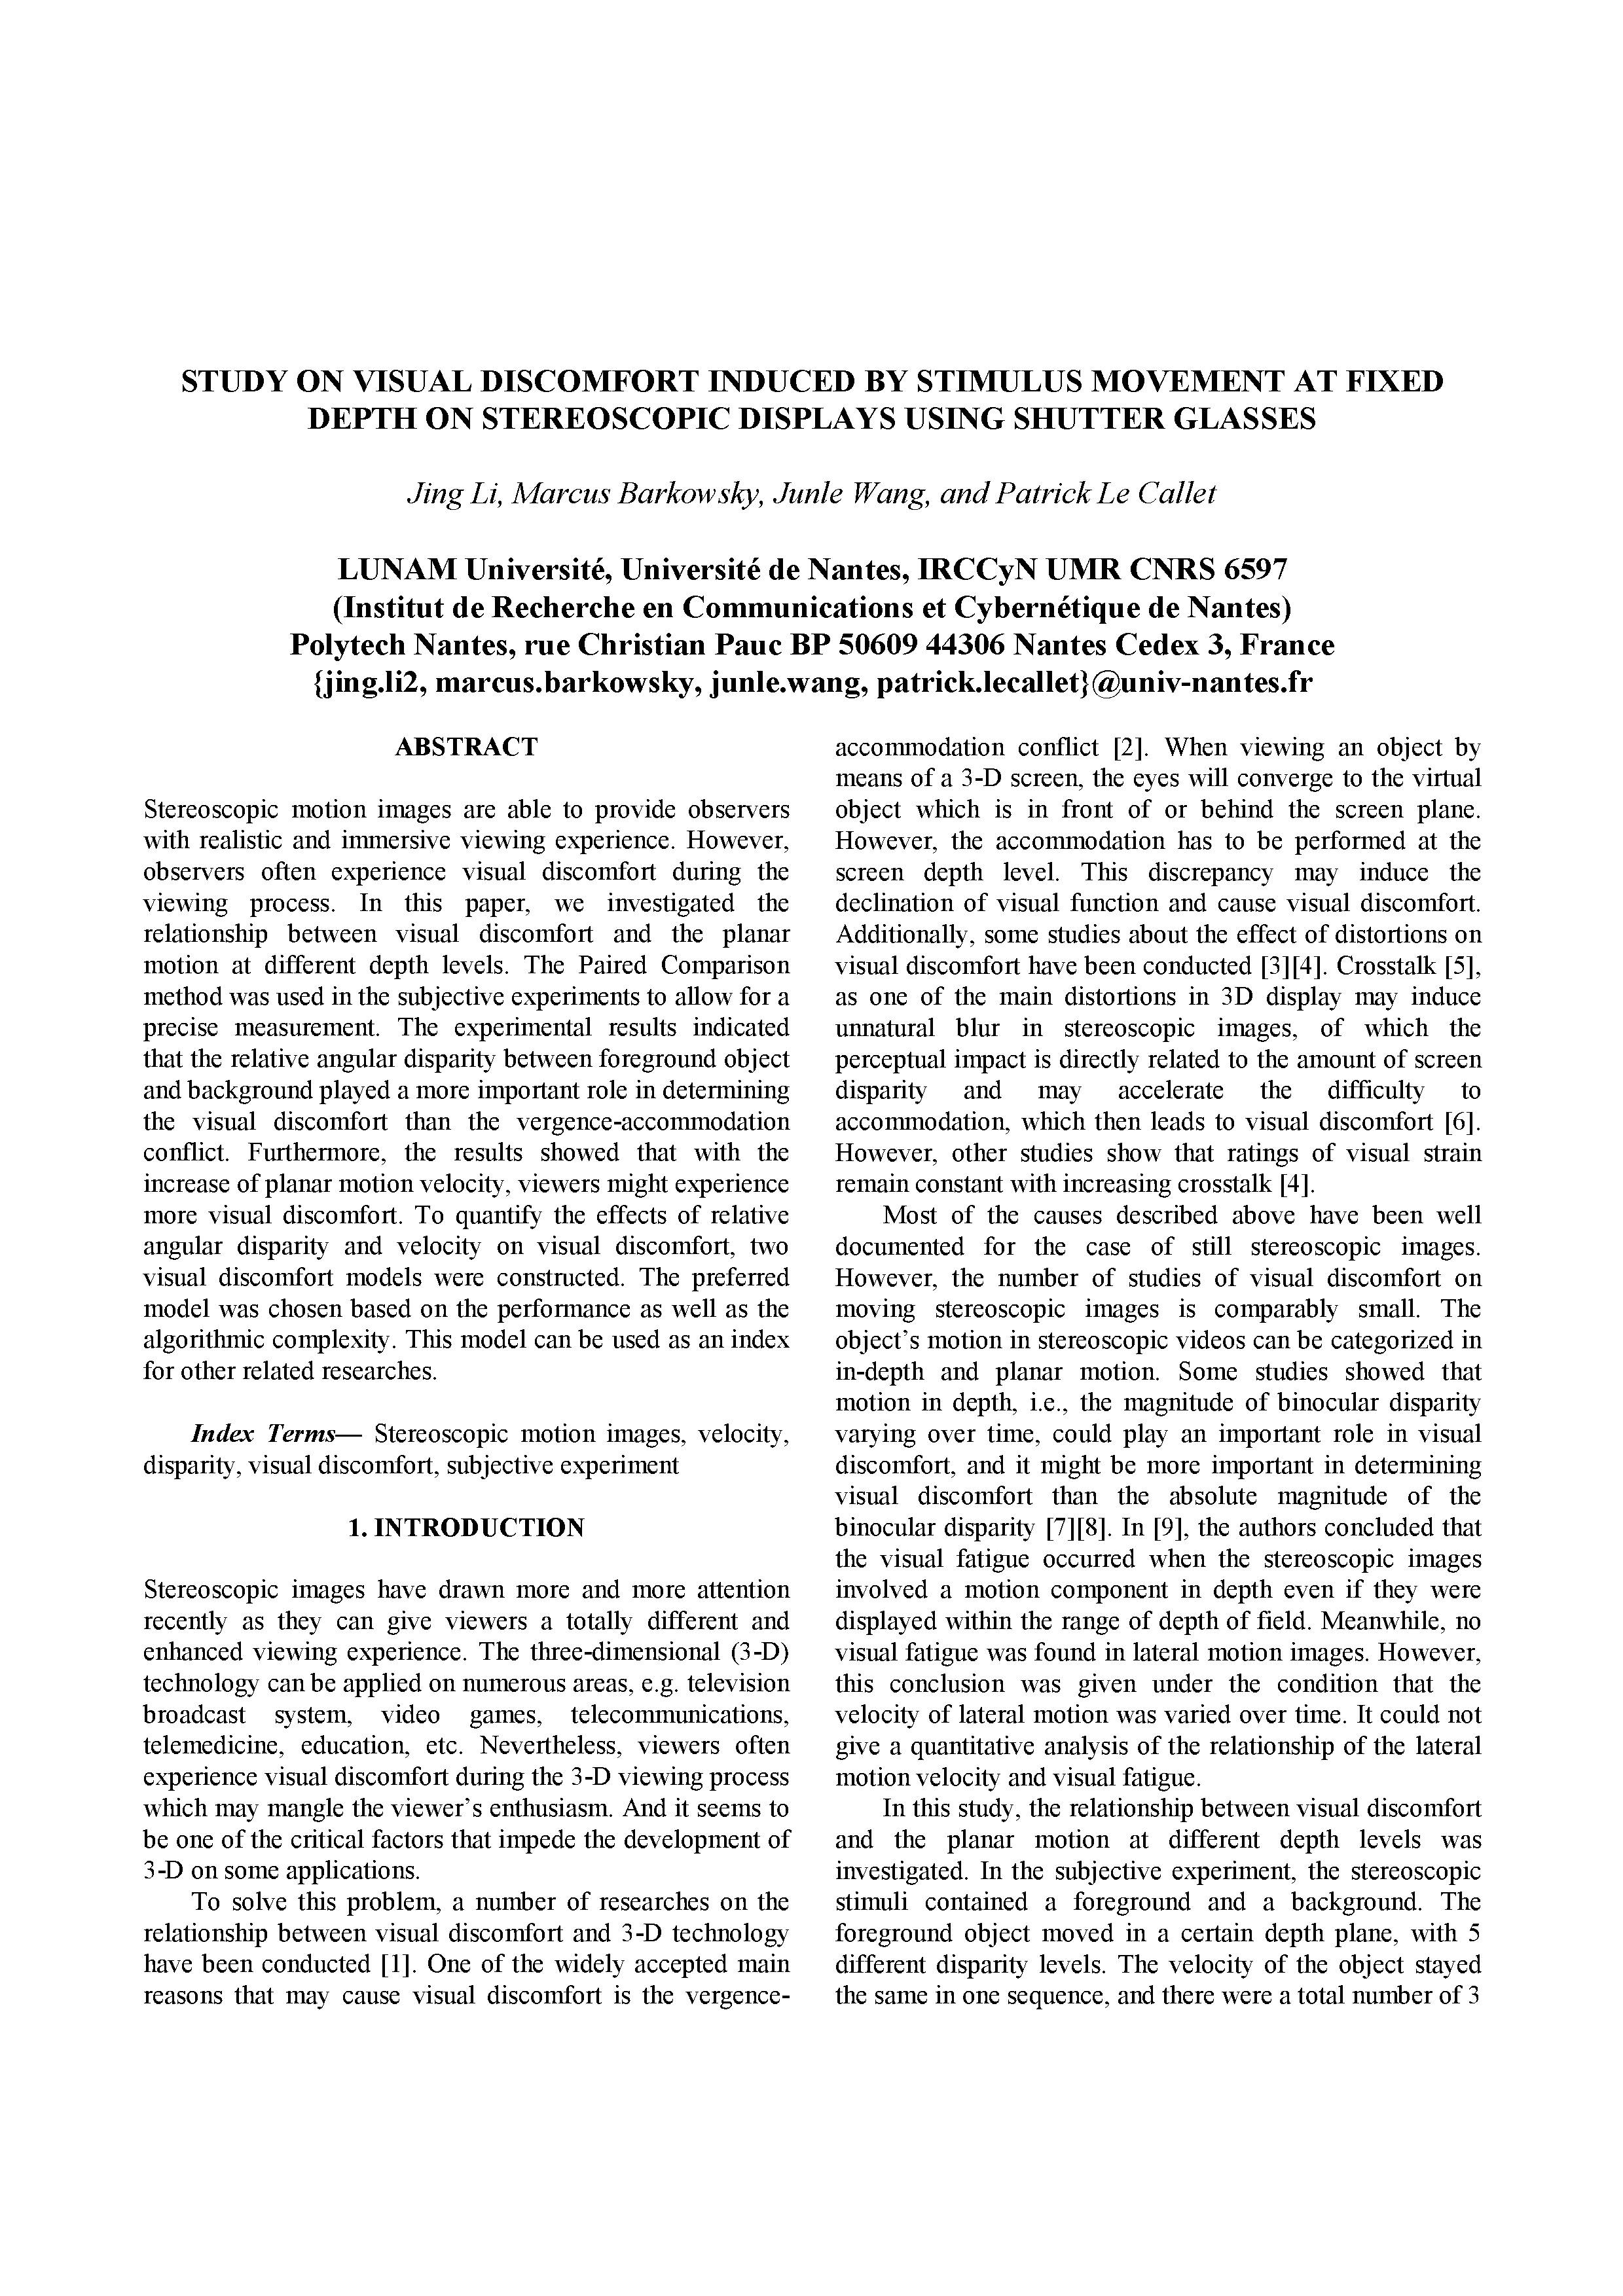 STUDY ON VISUAL DISCOMFORT INDUCED BY STIMULUS MOVEMENT AT FIXED
DEPTH ON STEREOSCOPIC DISPLAYS USING SHUTTER GLASSES
Jing Li, Marcus Barkowsky, Junle Wang, and Patrick Le Callet
LUNAM Université, Université de Nantes, IRCCyN UMR CNRS 6597
(Institut de Recherche en Communications et Cybernétique de Nantes)
Polytech Nantes, rue Christian Pauc BP 50609 44306 Nantes Cedex 3, France
{jing.li2, marcus.barkowsky, junle.wang, patrick.lecallet}@univ-nantes.fr
ABSTRACT
Stereoscopic motion images are able to provide observers
with realistic and immersive viewing experience. However,
observers often experience visual discomfort during the
viewing process. In this paper, we investigated the
relationship between visual discomfort and the planar
motion at different depth levels. The Paired Comparison
method was used in the subjective experiments to allow for a
precise measurement. The experimental results indicated
that the relative angular disparity between foreground object
and background played a more important role in determining
the visual discomfort than the vergence-accommodation
conflict. Furthermore, the results showed that with the
increase of planar motion velocity, viewers might experience
more visual discomfort. To quantify the effects of relative
angular disparity and velocity on visual discomfort, two
visual discomfort models were constructed. The preferred
model was chosen based on the performance as well as the
algorithmic complexity. This model can be used as an index
for other related researches.
Index Terms— Stereoscopic motion images, velocity,
disparity, visual discomfort, subjective experiment
1. INTRODUCTION
Stereoscopic images have drawn more and more attention
recently as they can give viewers a totally different and
enhanced viewing experience. The three-dimensional (3-D)
technology can be applied on numerous areas, e.g. television
broadcast system, video games, telecommunications,
telemedicine, education, etc. Nevertheless, viewers often
experience visual discomfort during the 3-D viewing process
which may mangle the viewer's enthusiasm. And it seems to
be one of the critical factors that impede the development of
3-D on some applications.
To solve this problem, a number of researches on the
relationship between visual discomfort and 3-D technology
have been conducted [1]. One of the widely accepted main
reasons that may cause visual discomfort is the vergence-
accommodation conflict [2]. When viewing an object by
means of a 3-D screen, the eyes will converge to the virtual
object which is in front of or behind the screen plane.
However, the accommodation has to be performed at the
screen depth level. This discrepancy may induce the
declination of visual function and cause visual discomfort.
Additionally, some studies about the effect of distortions on
visual discomfort have been conducted [3][4]. Crosstalk [5],
as one of the main distortions in 3D display may induce
unnatural blur in stereoscopic images, of which the
perceptual impact is directly related to the amount of screen
disparity and may accelerate the difficulty to
accommodation, which then leads to visual discomfort [6].
However, other studies show that ratings of visual strain
remain constant with increasing crosstalk [4].
Most of the causes described above have been well
documented for the case of still stereoscopic images.
However, the number of studies of visual discomfort on
moving stereoscopic images is comparably small. The
object's motion in stereoscopic videos can be categorized in
in-depth and planar motion. Some studies showed that
motion in depth, i.e., the magnitude of binocular disparity
varying over time, could play an important role in visual
discomfort, and it might be more important in determining
visual discomfort than the absolute magnitude of the
binocular disparity [7][8]. In [9], the authors concluded that
the visual fatigue occurred when the stereoscopic images
involved a motion component in depth even if they were
displayed within the range of depth of field. Meanwhile, no
visual fatigue was found in lateral motion images. However,
this conclusion was given under the condition that the
velocity of lateral motion was varied over time. It could not
give a quantitative analysis of the relationship of the lateral
motion velocity and visual fatigue.
In this study, the relationship between visual discomfort
and the planar motion at different depth levels was
investigated. In the subjective experiment, the stereoscopic
stimuli contained a foreground and a background. The
foreground object moved in a certain depth plane, with 5
different disparity levels. The velocity of the object stayed
the same in one sequence, and there were a total number of 3